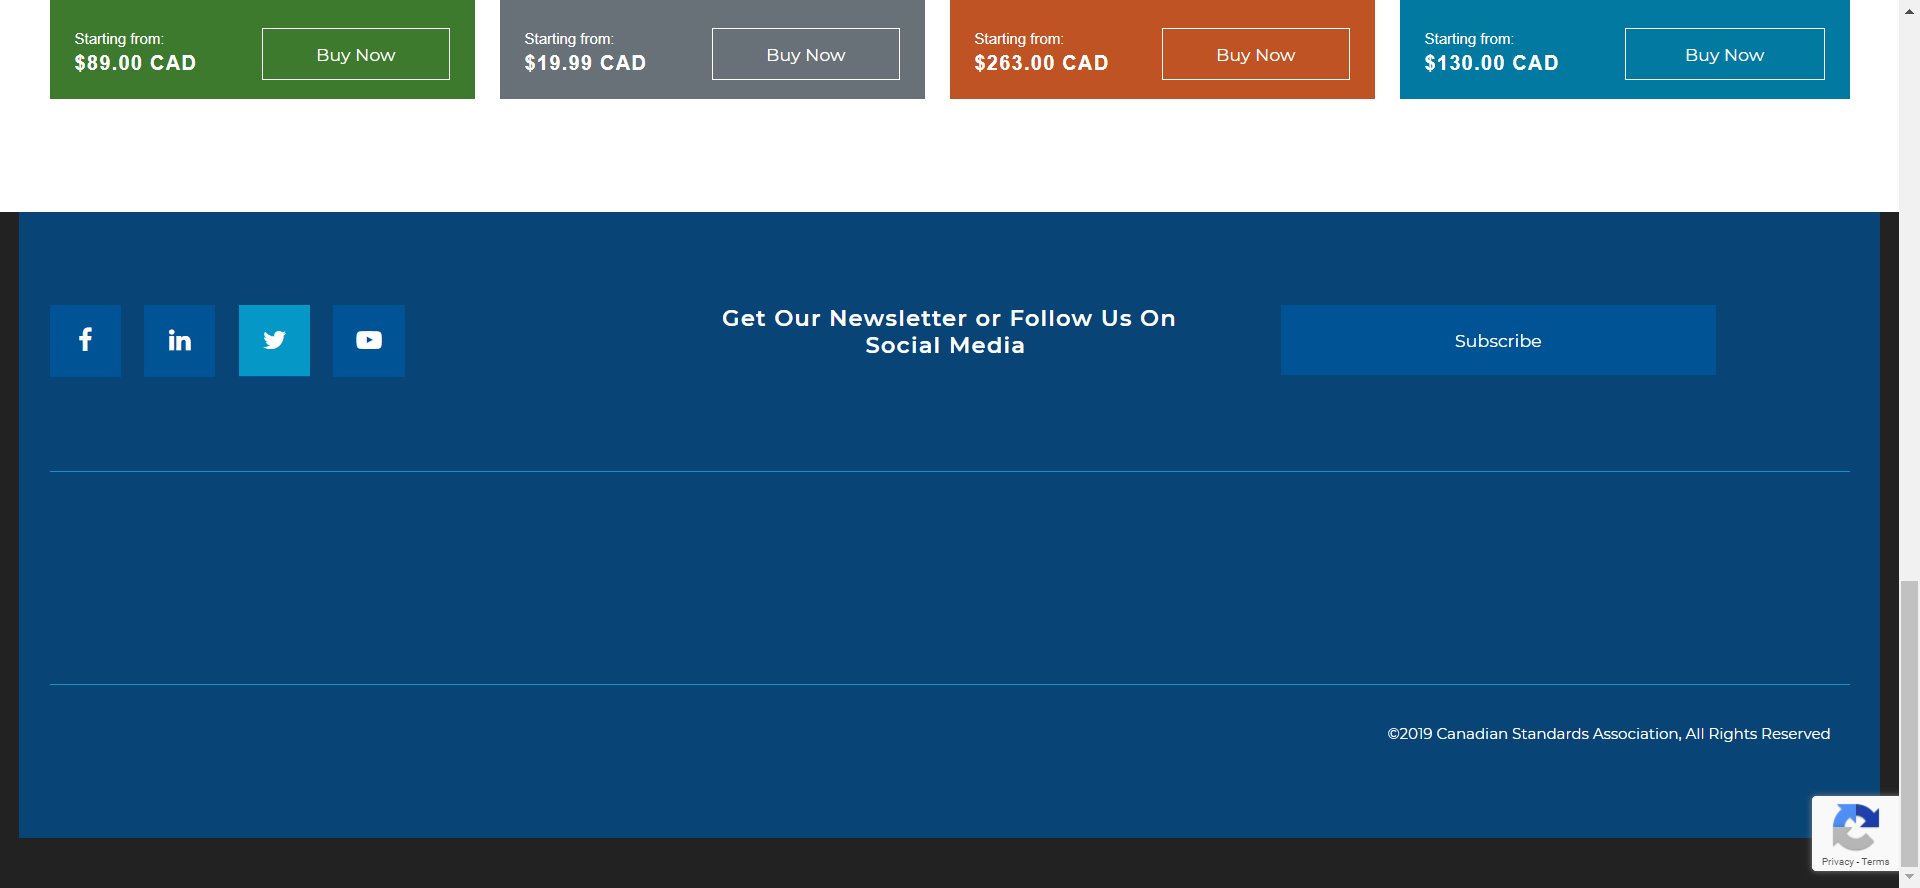 Starting from:
$89.00 CAD
Buy Now
Starting from:
$19.99 CAD
Buy Now
Starting from:
$263.00 CAD
Buy Now
Starting from:
$130.00 CAD
Buy Now
Get Our Newsletter or Follow Us On
Social Media
Subscribe
©2019 Canadian Standards Association, All Rights Reserved
Privacy - Terms